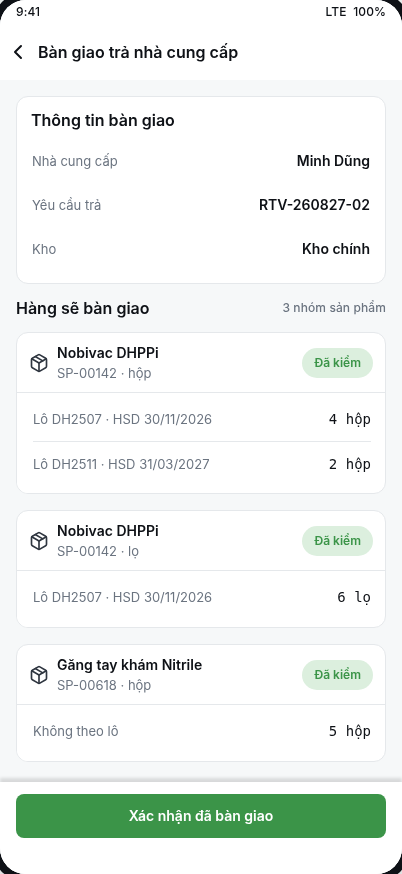 9:41 LTE 100%
Bàn giao trả nhà cung cấp
Thông tin bàn giao
Nhà cung cấp Minh Dũng
Yêu cầu trả RTV-260827-02
Kho Kho chính
Hàng sẽ bàn giao 3 nhóm sản phẩm
Nobivac DHPPi
SP-00142 · hộp
Đã kiểm
Lô DH2507 · HSD 30/11/2026 4 hộp
Lô DH2511 · HSD 31/03/2027 2 hộp
Nobivac DHPPi
SP-00142 · lọ
Đã kiểm
Lô DH2507 · HSD 30/11/2026 6 lọ
Găng tay khám Nitrile
SP-00618 · hộp
Đã kiểm
Không theo lô 5 hộp
Xác nhận đã bàn giao